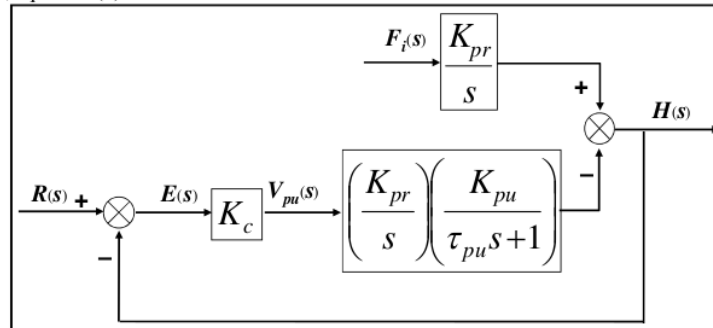 F_i(s)
K_pr
s
+
H(s)
−
R(s) +
E(s)
K_c
V_pu(s)
(K_pr / s)(K_pu / τ_pu s+1)
−